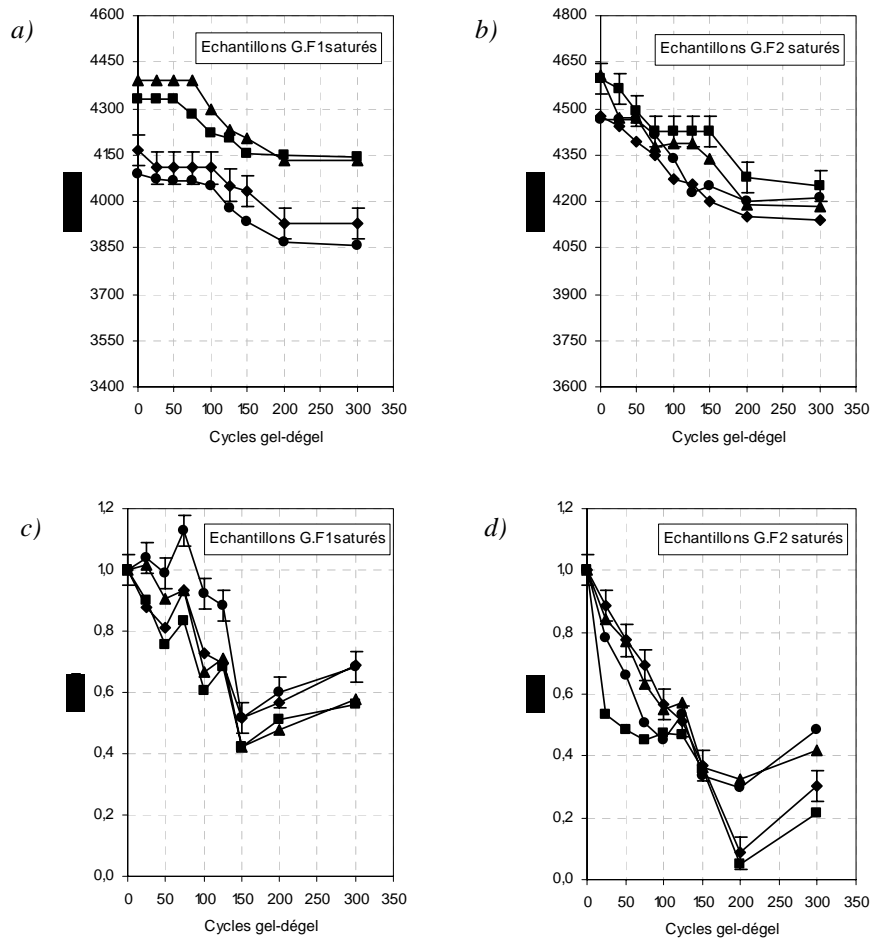 a)
Echantillons G.F1saturés
4600
4450
4300
4150
4000
3850
3700
3550
3400
0 50 100 150 200 250 300 350
Cycles gel-dégel
b)
Echantillons G.F2 saturés
4800
4650
4500
4350
4200
4050
3900
3750
3600
0 50 100 150 200 250 300 350
Cycles gel-dégel
c)
Echantillons G.F1saturés
1,2
1,0
0,8
0,6
0,4
0,2
0,0
0 50 100 150 200 250 300 350
Cycles gel-dégel
d)
Echantillons G.F2 saturés
1,2
1,0
0,8
0,6
0,4
0,2
0,0
0 50 100 150 200 250 300 350
Cycles gel-dégel